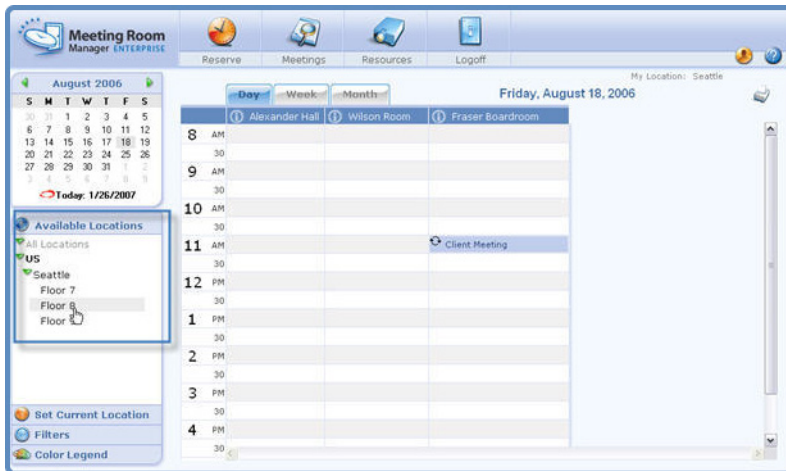 Meeting Room
Manager ENTERPRISE
Reserve
Meetings
Resources
Logoff
My Location: Seattle
August 2006
S M T W T F S
30 31 1 2 3 4 5
6 7 8 9 10 11 12
13 14 15 16 17 18 19
20 21 22 23 24 25 26
27 28 29 30 31 1 2
3 4 5 6 7 8 9
Today: 1/26/2007
Available Locations
All Locations
US
Seattle
Floor 7
Floor 8
Floor
Set Current Location
Filters
Color Legend
Day
Week
Month
Friday, August 18, 2006
Alexander Hall
Wilson Room
Fraser Boardroom
8 AM
30
9 AM
30
10 AM
30
11 AM
Client Meeting
30
12 PM
30
1 PM
30
2 PM
30
3 PM
30
4 PM
30